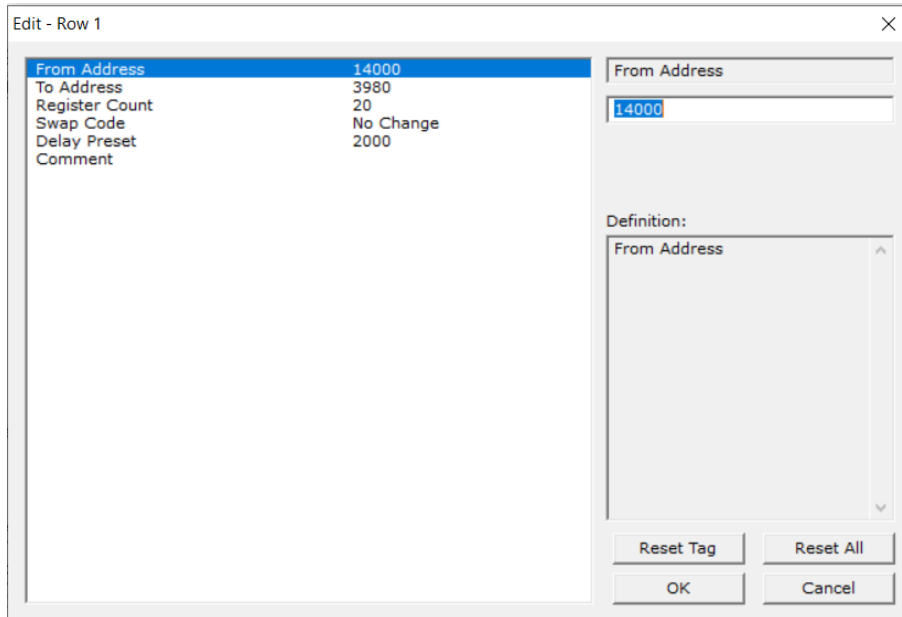 Edit - Row 1
From Address 14000
To Address 3980
Register Count 20
Swap Code No Change
Delay Preset 2000
Comment
From Address
14000
Definition:
From Address
Reset Tag Reset All
OK Cancel